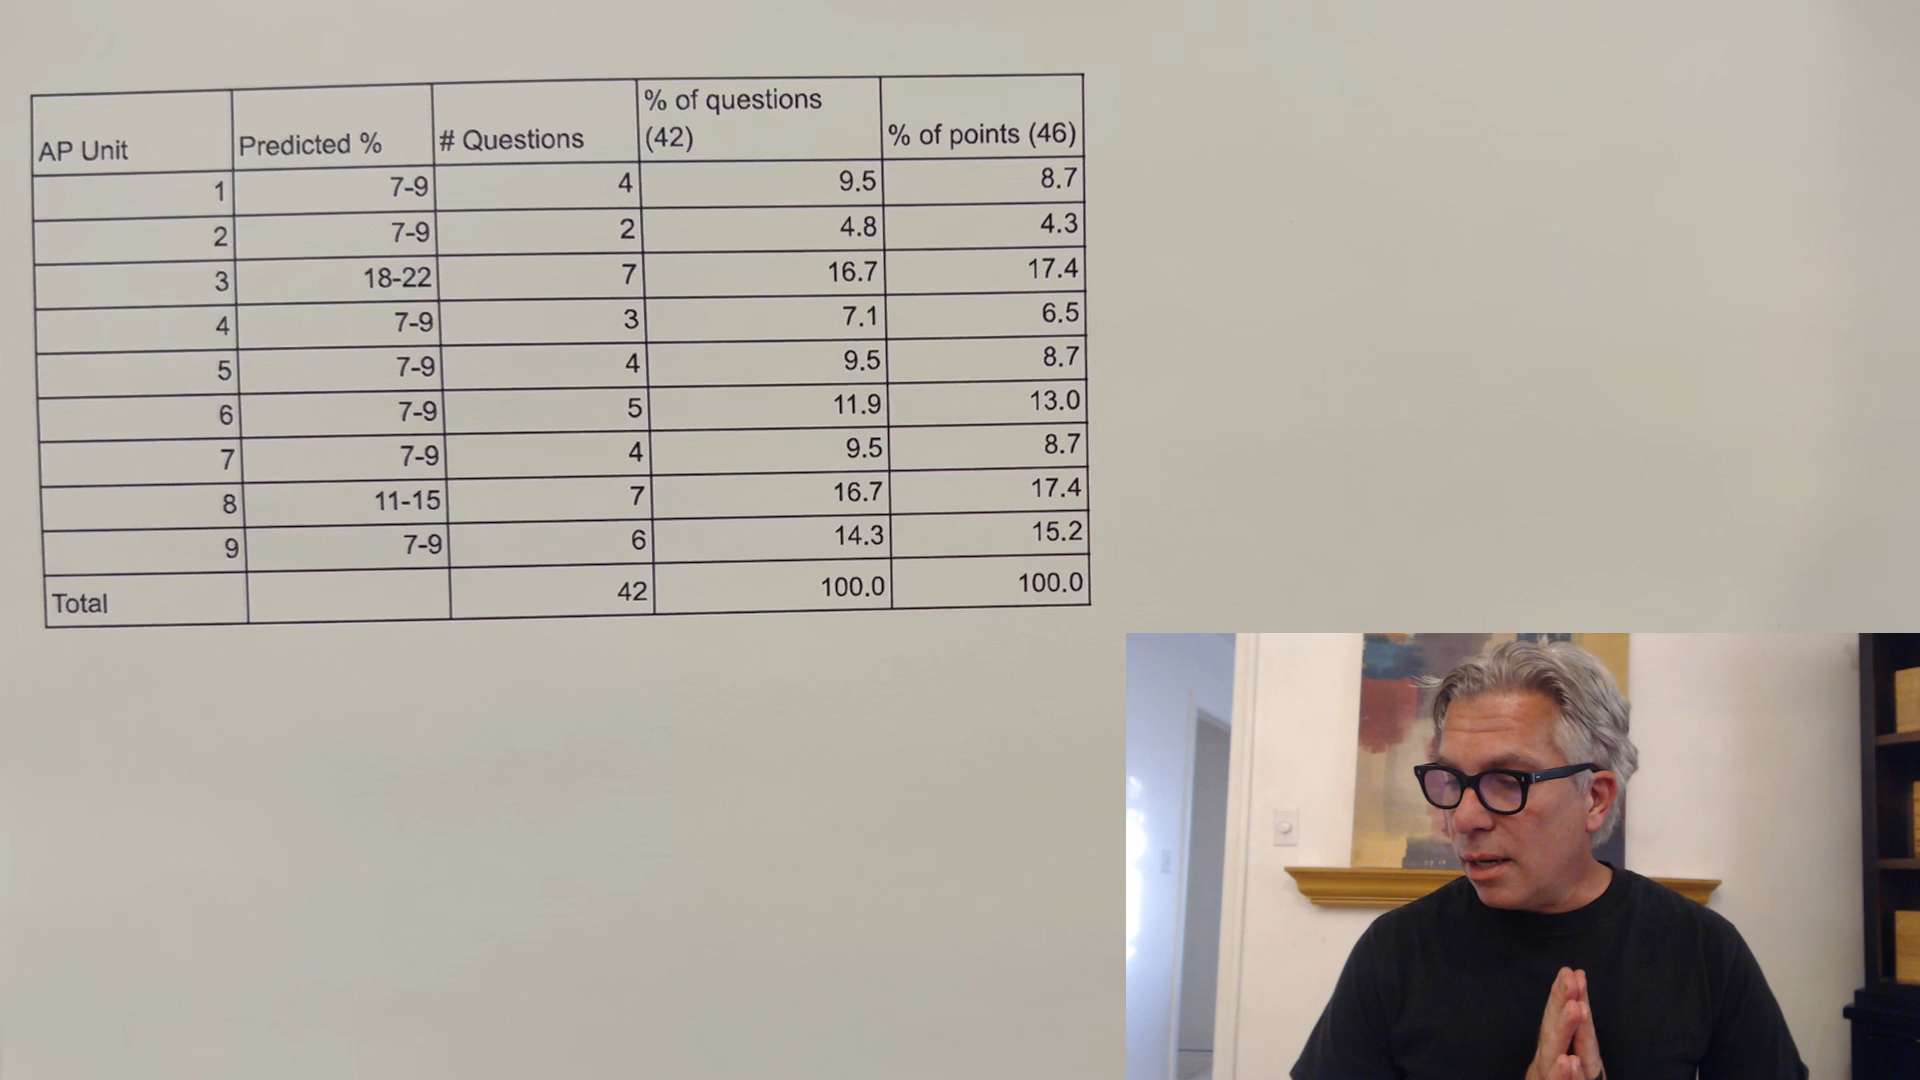 AP Unit Predicted % # Questions % of questions (42) % of points (46)
1 7-9 4 9.5 8.7
2 7-9 2 4.8 4.3
3 18-22 7 16.7 17.4
4 7-9 3 7.1 6.5
5 7-9 4 9.5 8.7
6 7-9 5 11.9 13.0
7 7-9 4 9.5 8.7
8 11-15 7 16.7 17.4
9 7-9 6 14.3 15.2
Total 42 100.0 100.0